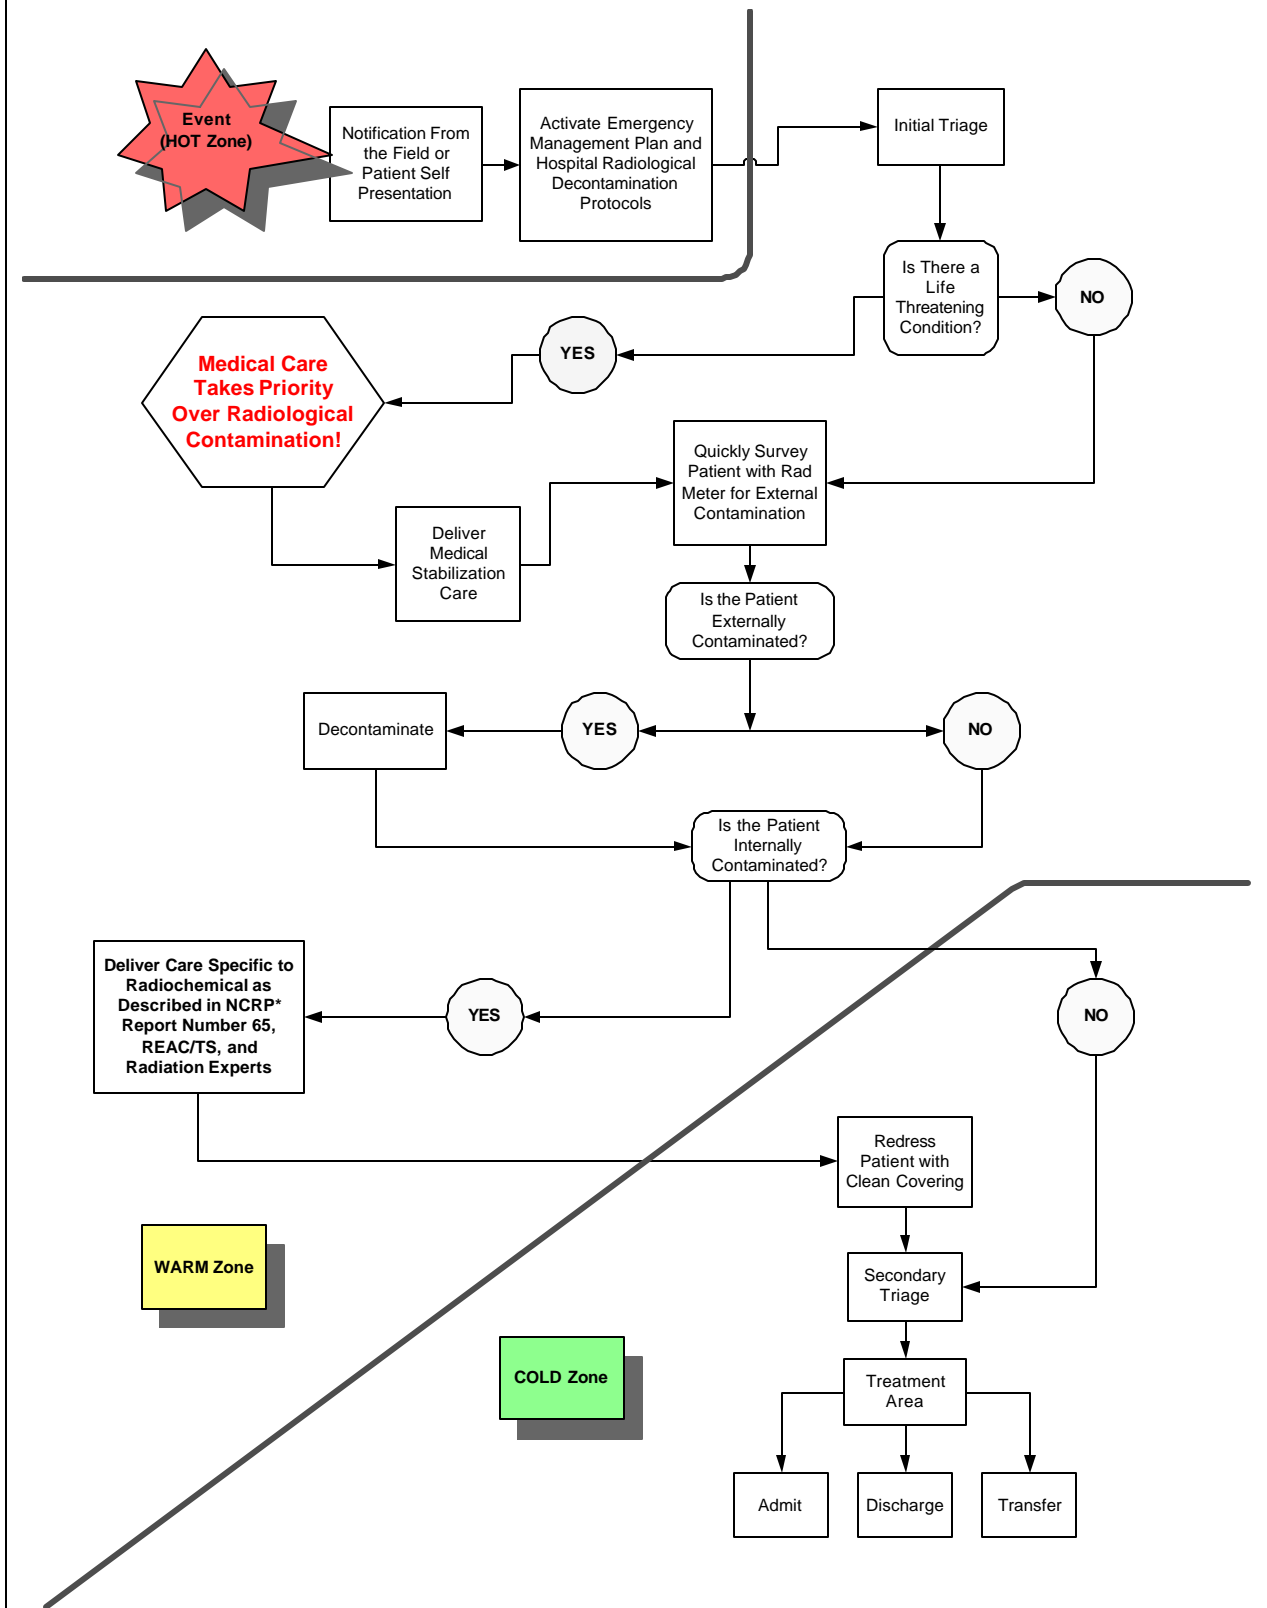 Event
(HOT Zone)
Notification From
the Field or
Patient Self
Presentation
Activate Emergency
Management Plan and
Hospital Radiological
Decontamination
Protocols
Initial Triage
Is There a
Life
Threatening
Condition?
NO
YES
Medical Care
Takes Priority
Over Radiological
Contamination!
Quickly Survey
Patient with Rad
Meter for External
Contamination
Deliver
Medical
Stabilization
Care
Is the Patient
Externally
Contaminated?
Decontaminate
YES
NO
Is the Patient
Internally
Contaminated?
Deliver Care Specific to
Radiochemical as
Described in NCRP*
Report Number 65,
REAC/TS, and
Radiation Experts
YES
NO
Redress
Patient with
Clean Covering
WARM Zone
Secondary
Triage
COLD Zone
Treatment
Area
Admit
Discharge
Transfer